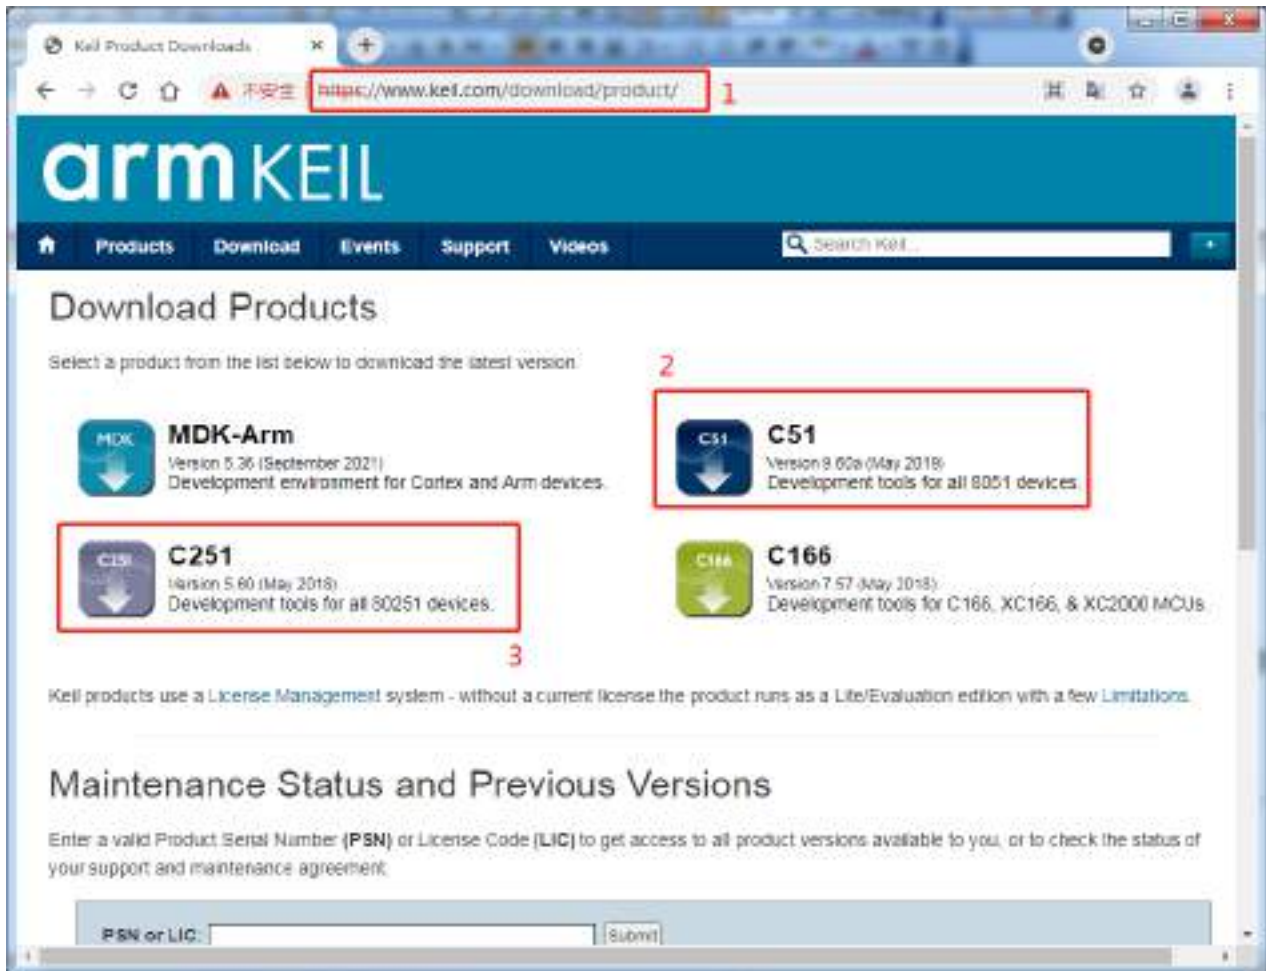 Keil Product Downloads
不安全 https://www.keil.com/download/product/ 1
arm KEIL
Products Download Events Support Videos Search Keil...
Download Products
Select a product from the list below to download the latest version.
2
MDK
MDK-Arm
Version 5.36 (September 2021)
Development environment for Cortex and Arm devices.
C51
C51
Version 9.60a (May 2019)
Development tools for all 8051 devices.
C251
C251
Version 5.60 (May 2018)
Development tools for all 80251 devices.
C166
C166
Version 7.57 (May 2018)
Development tools for C166, XC166, & XC2000 MCUs.
3
Keil products use a License Management system - without a current license the product runs as a Lite/Evaluation edition with a few Limitations.
Maintenance Status and Previous Versions
Enter a valid Product Serial Number (PSN) or License Code (LIC) to get access to all product versions available to you, or to check the status of
your support and maintenance agreement.
PSN or LIC: Submit